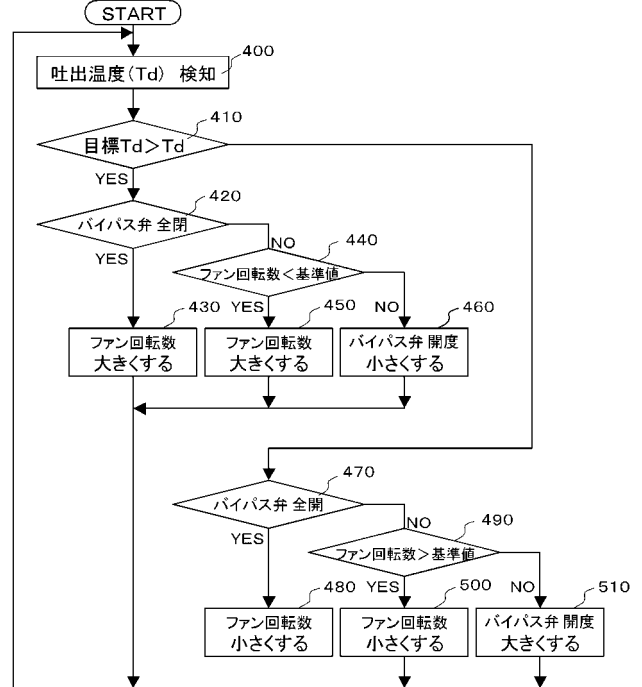 START
吐出温度(Td) 検知
400
目標Td>Td
410
YES
バイパス弁 全閉
420
YES
NO
ファン回転数<基準値
440
YES
NO
ファン回転数
大きくする
430
ファン回転数
大きくする
450
バイパス弁 開度
小さくする
460
バイパス弁 全開
470
YES
NO
ファン回転数>基準値
490
YES
NO
ファン回転数
小さくする
480
ファン回転数
小さくする
500
バイパス弁 開度
大きくする
510